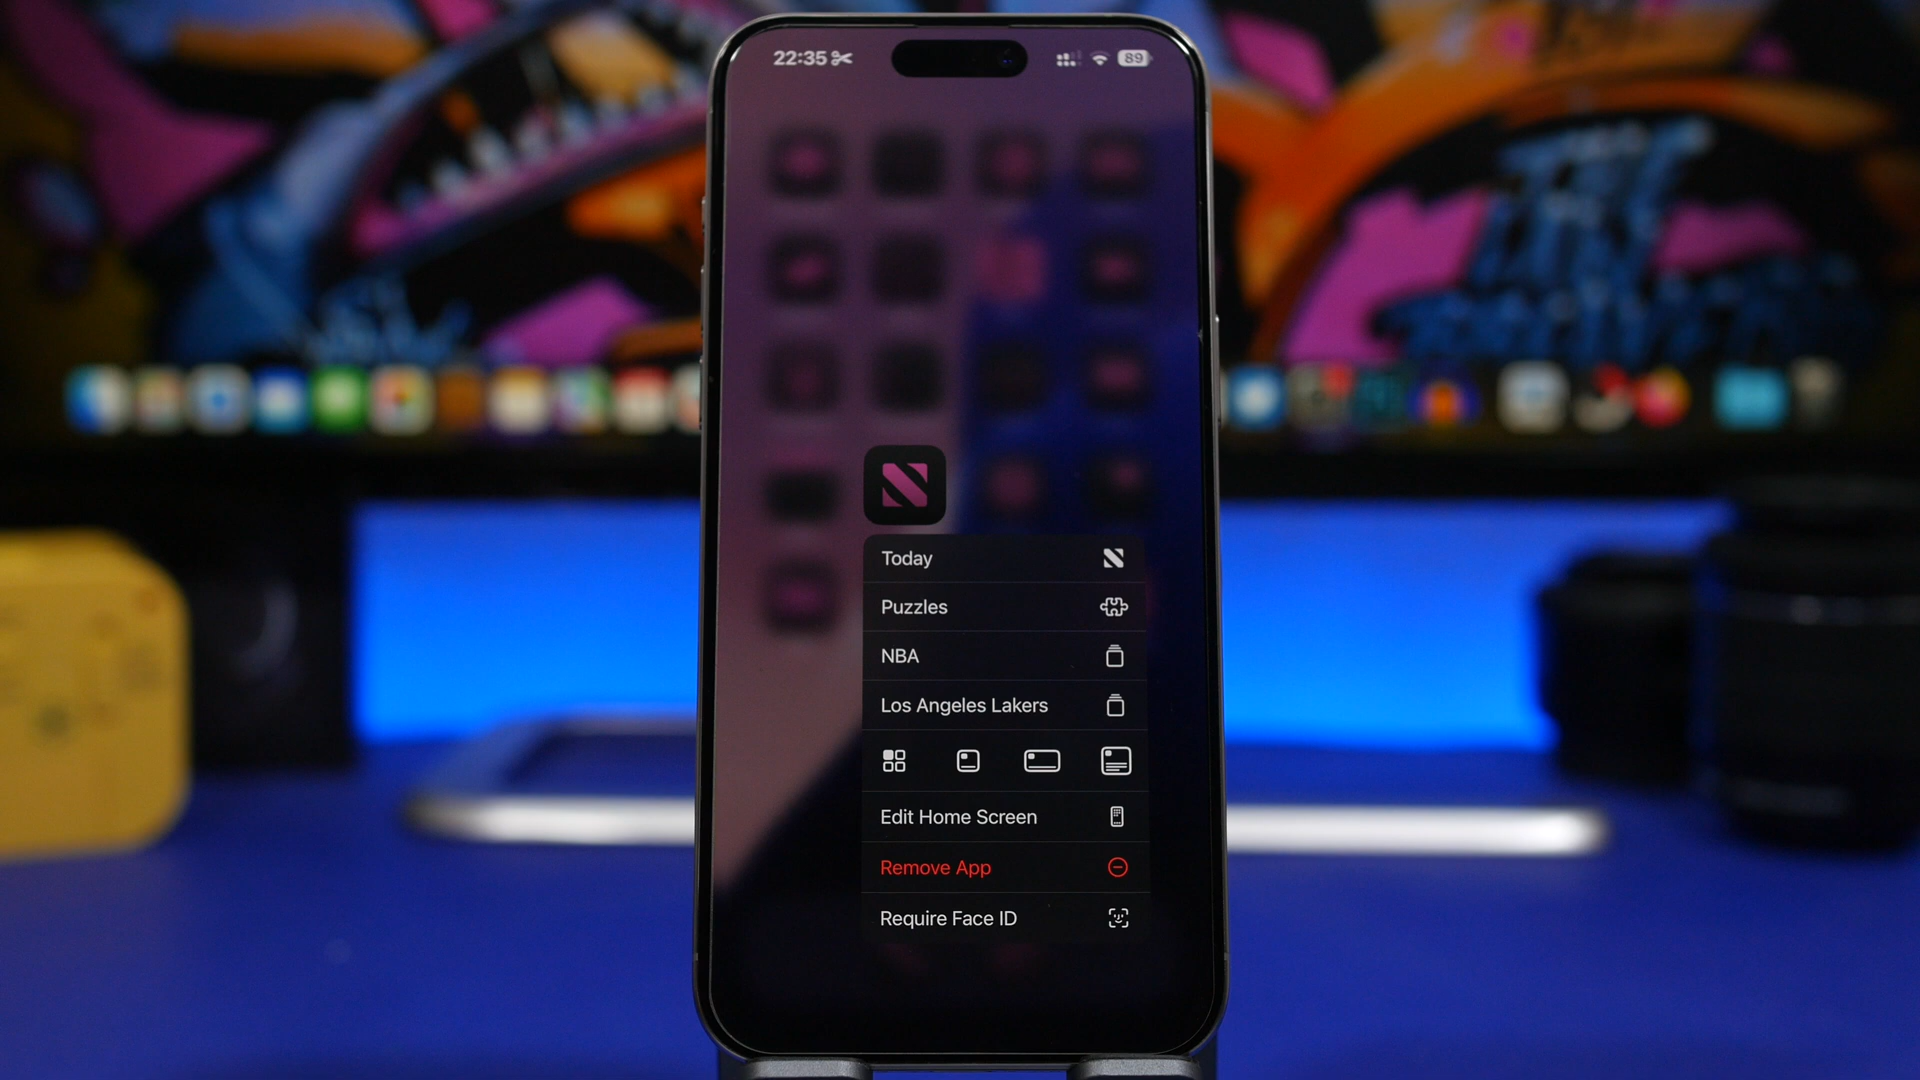 22:35
89
Today
Puzzles
NBA
Los Angeles Lakers
Edit Home Screen
Remove App
Require Face ID